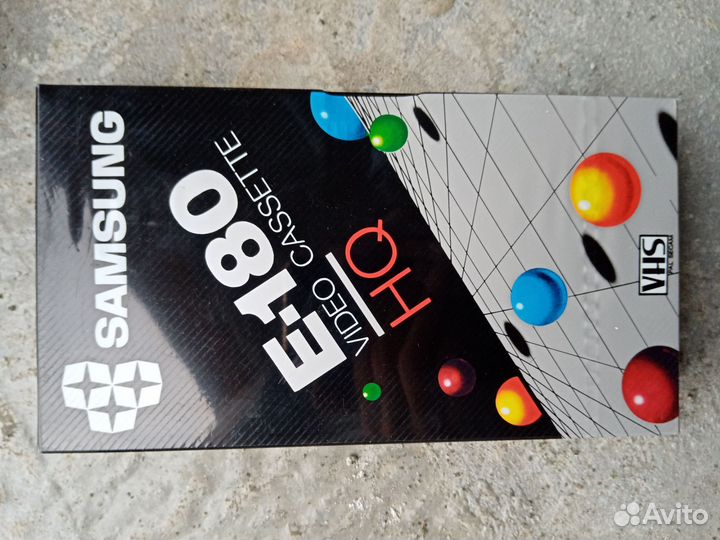 SAMSUNG
E-180
VIDEO CASSETTE
HQ
VHS
PAL SECAM
Avito